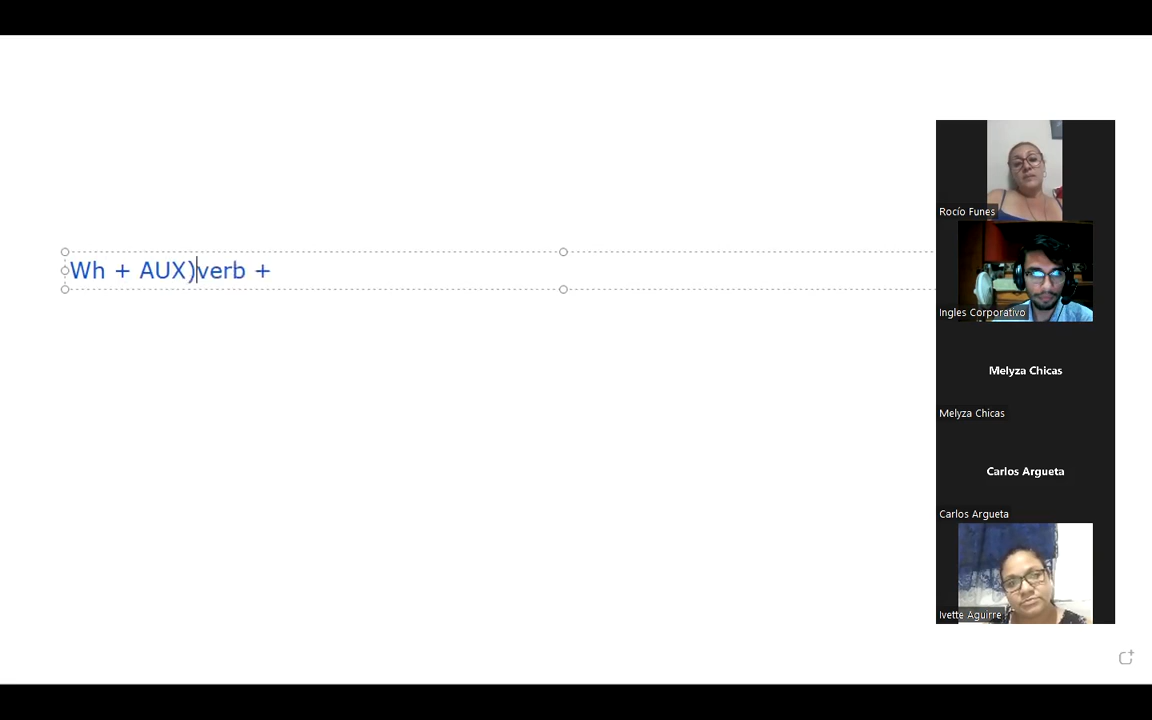 Wh + AUX)verb +
Rocío Funes
Ingles Corporativo
Melyza Chicas
Melyza Chicas
Carlos Argueta
Carlos Argueta
Ivette Aguirre